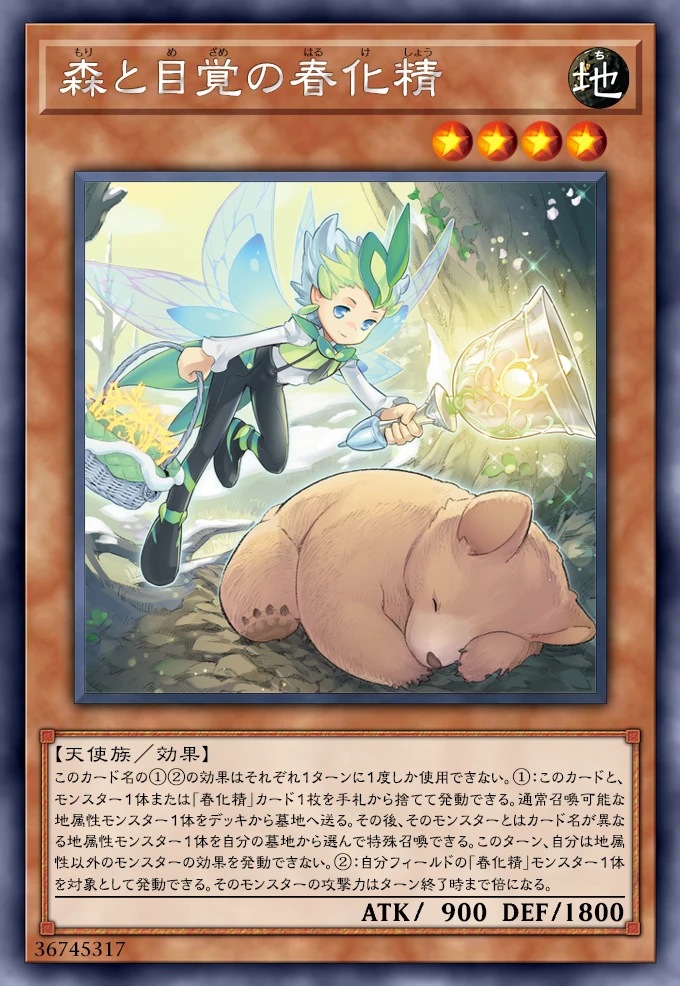 もり め ざめ はる け しょう
森と目覚の春化精
ち
地
【天使族／効果】
このカード名の①②の効果はそれぞれ1ターンに1度しか使用できない。①：このカードと、
モンスター1体または「春化精」カード1枚を手札から捨てて発動できる。通常召喚可能な
地属性モンスター1体をデッキから墓地へ送る。その後、そのモンスターとはカード名が異な
る地属性モンスター1体を自分の墓地から選んで特殊召喚できる。このターン、自分は地属
性以外のモンスターの効果を発動できない。②：自分フィールドの「春化精」モンスター1体
を対象として発動できる。そのモンスターの攻撃力はターン終了時まで倍になる。
ATK/ 900 DEF/1800
36745317